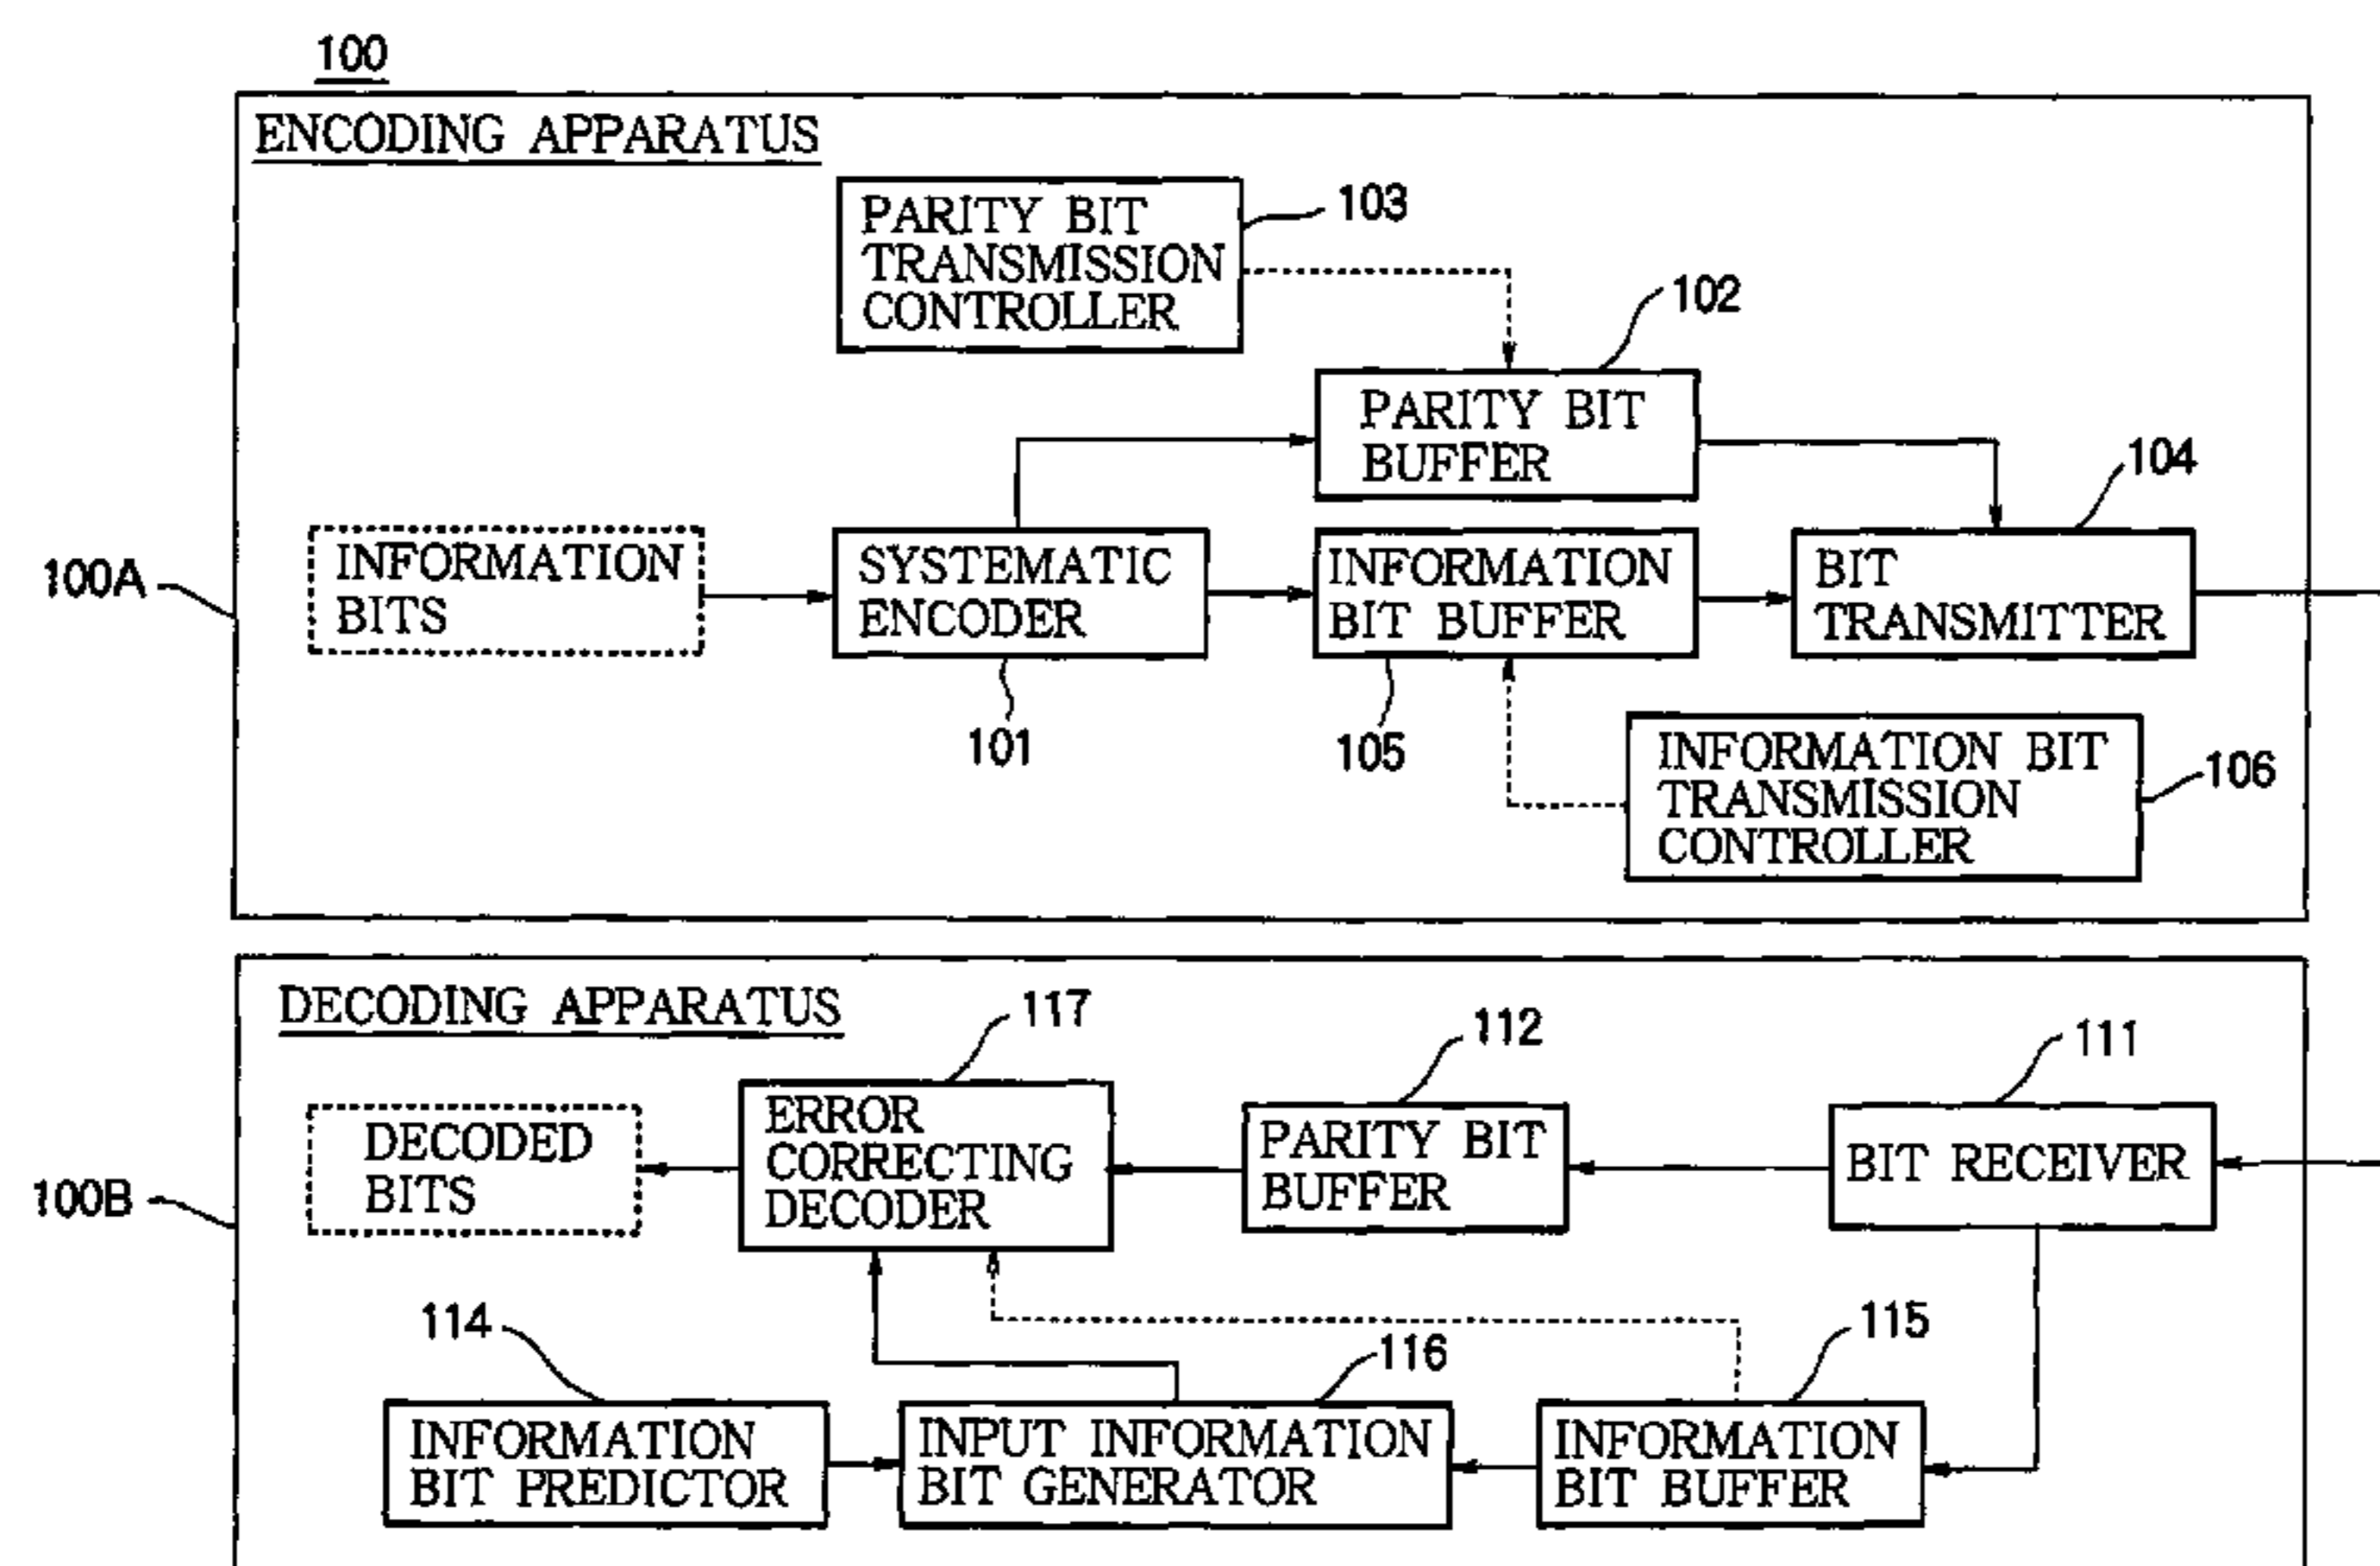 100
ENCODING APPARATUS
PARITY BIT
TRANSMISSION
CONTROLLER
103
102
PARITY BIT
BUFFER
104
100A
INFORMATION
BITS
SYSTEMATIC
ENCODER
INFORMATION
BIT BUFFER
BIT
TRANSMITTER
101
105
INFORMATION BIT
TRANSMISSION
CONTROLLER
106
DECODING APPARATUS
117
112
111
100B
DECODED
BITS
ERROR
CORRECTING
DECODER
PARITY BIT
BUFFER
BIT RECEIVER
114
116
115
INFORMATION
BIT PREDICTOR
INPUT INFORMATION
BIT GENERATOR
INFORMATION
BIT BUFFER